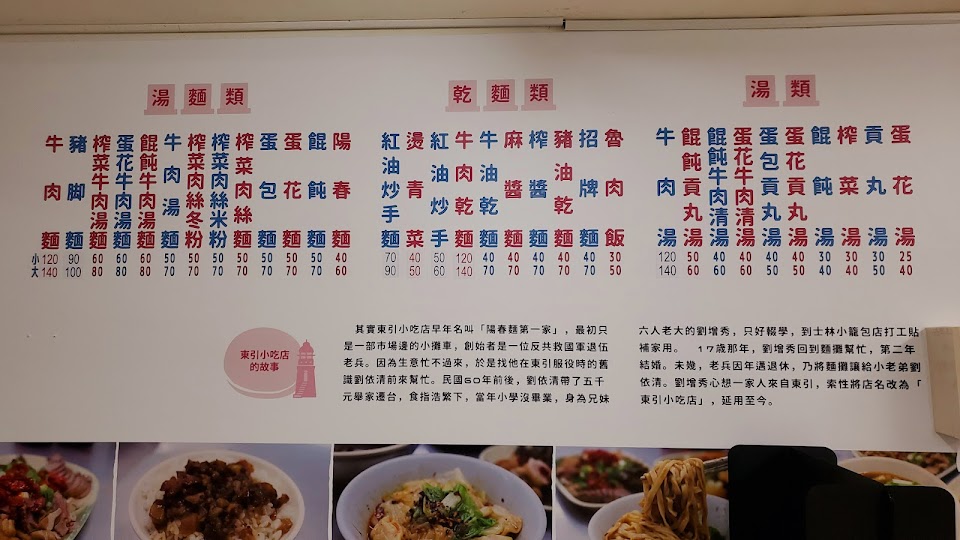 湯麵類
牛肉麵
豬腳麵
榨菜牛肉湯麵
蛋花牛肉湯麵
餛飩牛肉湯麵
牛肉湯麵
榨菜肉絲冬粉
榨菜肉絲米粉
榨菜肉絲麵
蛋包麵
蛋花麵
餛飩麵
陽春麵
小 120 90 60 60 60 50 50 50 50 50 50 50 40
大 140 100 80 80 80 70 70 70 70 70 70 70 60
乾麵類
紅油炒手麵
燙青菜
紅油炒手
牛肉乾麵
牛油乾麵
麻醬麵
榨醬麵
豬油乾麵
招牌麵
魯肉飯
70 40 50 120 40 40 40 40 40 30
90 50 60 140 70 70 70 70 70 50
湯類
牛肉湯
餛飩貢丸湯
餛飩牛肉清湯
蛋花牛肉清湯
蛋包貢丸湯
蛋花貢丸湯
餛飩湯
榨菜湯
貢丸湯
蛋花湯
120 50 40 40 50 40 30 30 30 25
140 60 60 60 70 50 50 50 50 40
東引小吃店
的故事
其實東引小吃店早年名叫「陽春麵第一家」，最初只
是一部市場邊的小攤車，創始者是一位反共救國軍退伍
老兵。因為生意忙不過來，於是找他在東引服役時的舊
識劉依清前來幫忙。民國60年前後，劉依清帶了五千
元舉家遷台，食指浩繁下，當年小學沒畢業，身為兄妹
六人老大的劉增秀，只好輟學，到士林小籠包店打工貼
補家用。 17歲那年，劉增秀回到麵攤幫忙，第二年
結婚。未幾，老兵因年邁退休，乃將麵攤讓給小老弟劉
依清。劉增秀心想一家人來自東引，索性將店名改為「
東引小吃店」，延用至今。